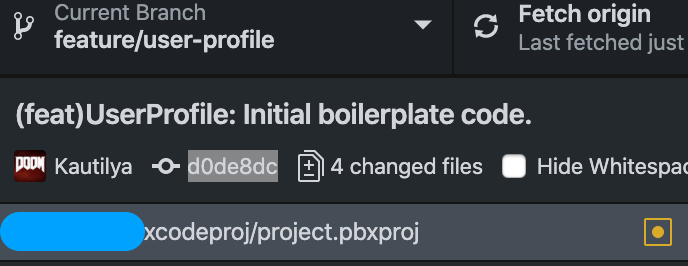 Current Branch
feature/user-profile
Fetch origin
Last fetched just
(feat)UserProfile: Initial boilerplate code.
DOOM Kautilya d0de8dc 4 changed files Hide Whitespac
xcodeproj/project.pbxproj